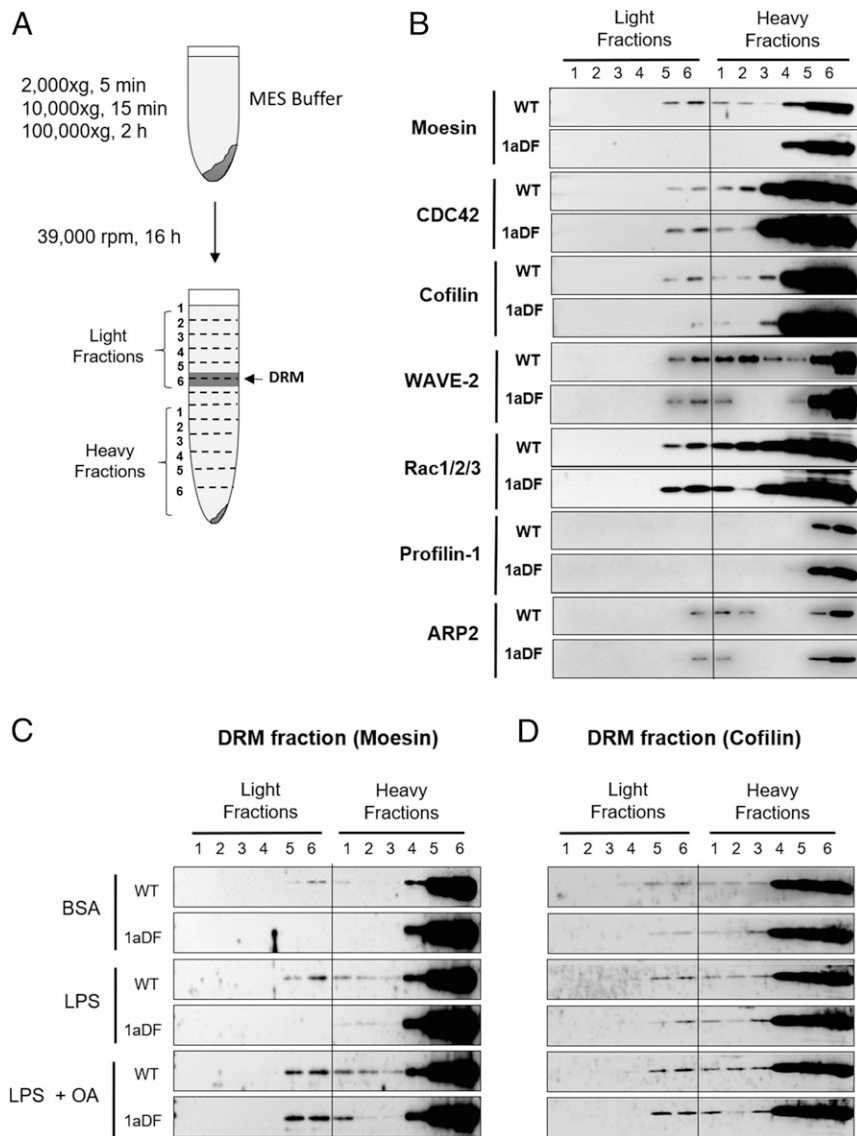 A
2,000xg, 5 min
10,000xg, 15 min
100,000xg, 2 h
MES Buffer
39,000 rpm, 16 h
Light
Fractions
1
2
3
4
5
6
DRM
Heavy
Fractions
1
2
3
4
5
6
B
Light
Fractions
Heavy
Fractions
1 2 3 4 5 6 1 2 3 4 5 6
Moesin
WT
1aDF
CDC42
WT
1aDF
Cofilin
WT
1aDF
WAVE-2
WT
1aDF
Rac1/2/3
WT
1aDF
Profilin-1
WT
1aDF
ARP2
WT
1aDF
C
DRM fraction (Moesin)
Light
Fractions
Heavy
Fractions
1 2 3 4 5 6 1 2 3 4 5 6
BSA
WT
1aDF
LPS
WT
1aDF
LPS + OA
WT
1aDF
D
DRM fraction (Cofilin)
Light
Fractions
Heavy
Fractions
1 2 3 4 5 6 1 2 3 4 5 6